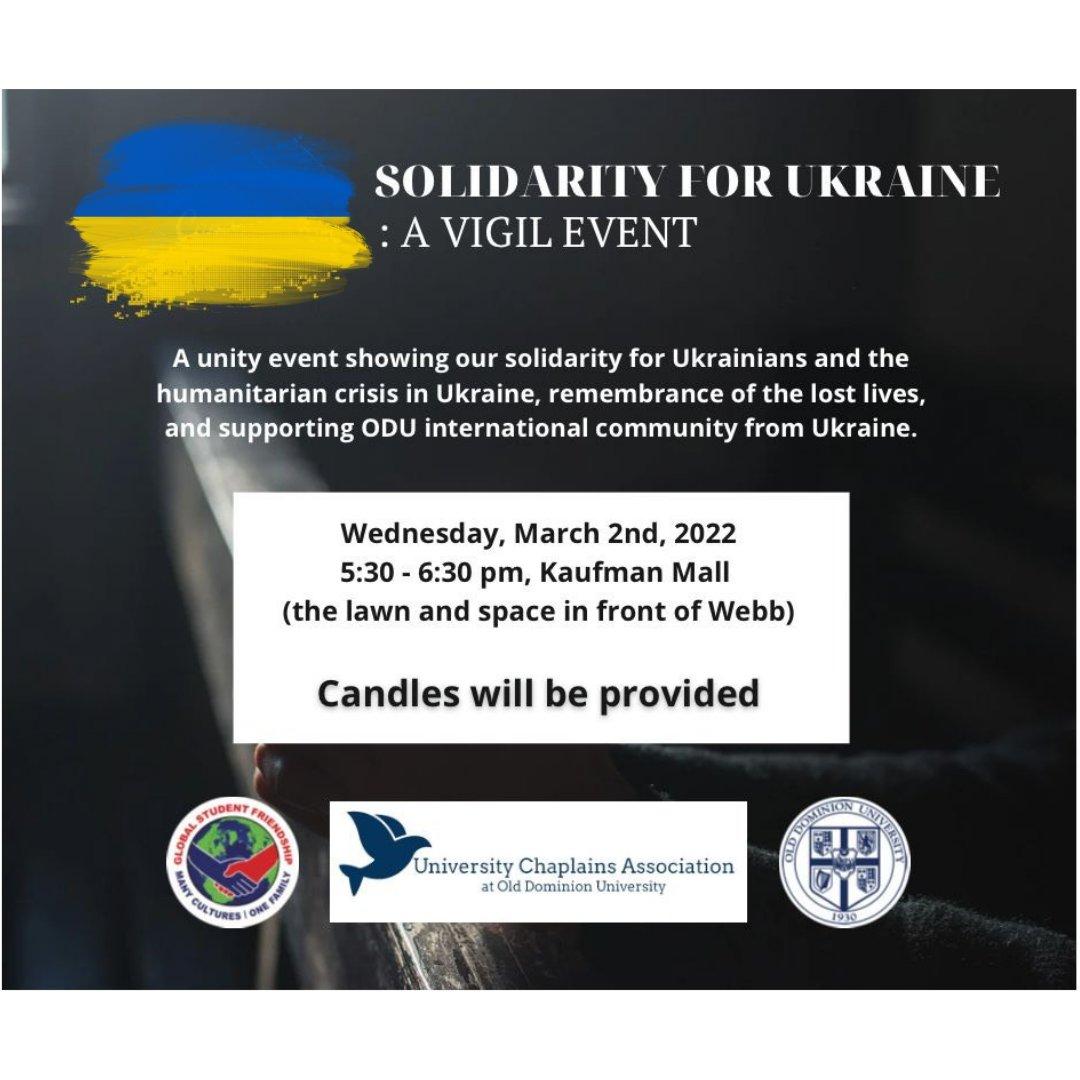 SOLIDARITY FOR UKRAINE
: A VIGIL EVENT
A unity event showing our solidarity for Ukrainians and the
humanitarian crisis in Ukraine, remembrance of the lost lives,
and supporting ODU international community from Ukraine.
Wednesday, March 2nd, 2022
5:30 - 6:30 pm, Kaufman Mall
(the lawn and space in front of Webb)
Candles will be provided
GLOBAL STUDENT FRIENDSHIP
MANY CULTURES | ONE FAMILY
University Chaplains Association
at Old Dominion University
OLD DOMINION UNIVERSITY
1930